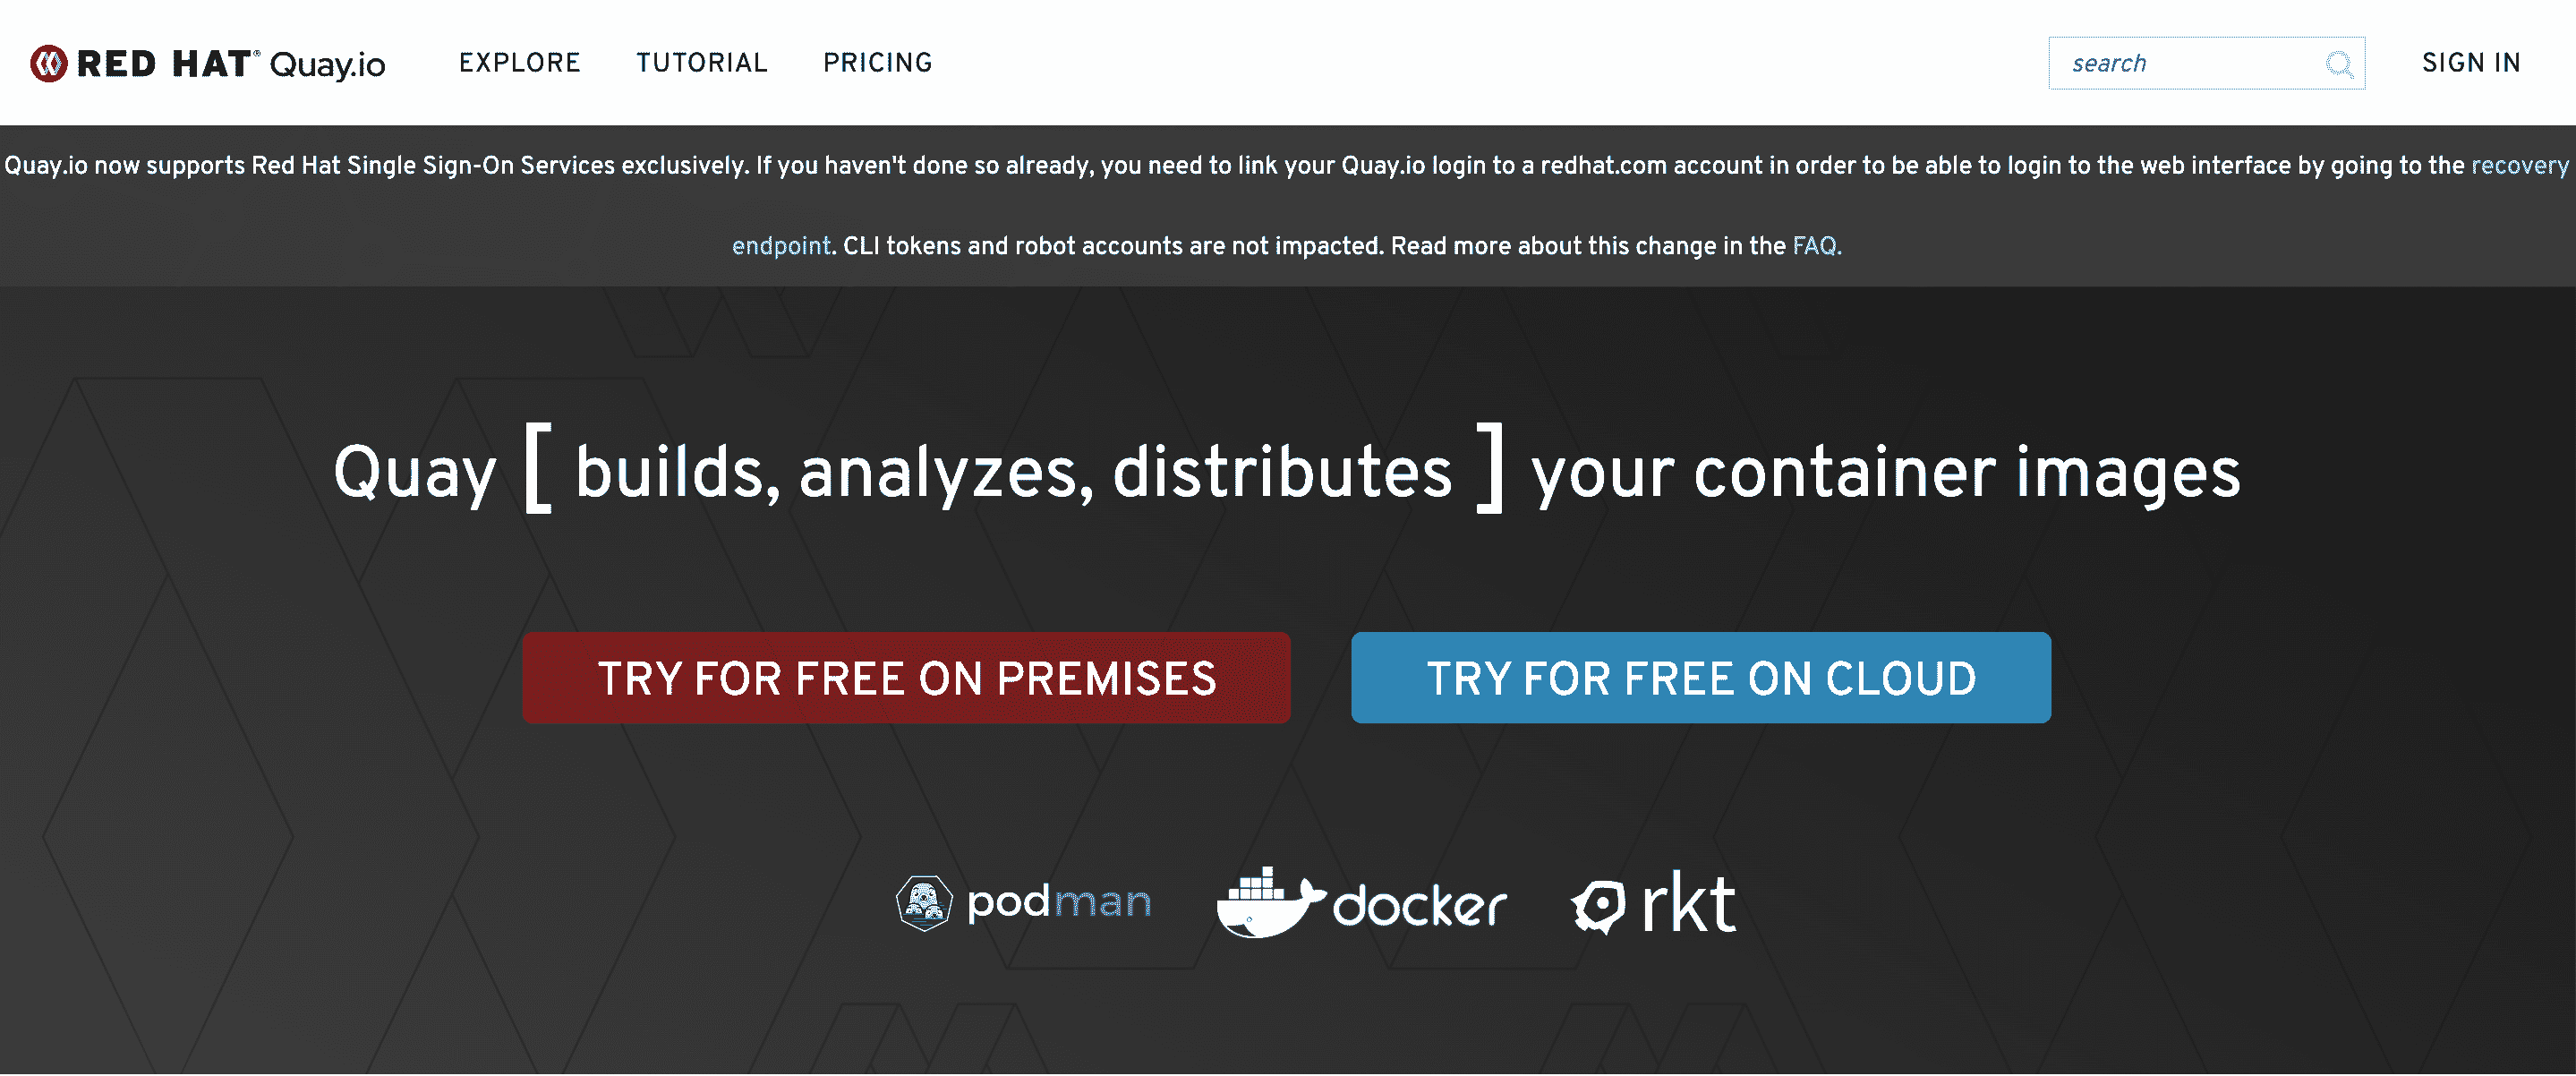 RED HAT® Quay.io EXPLORE TUTORIAL PRICING search SIGN IN
Quay.io now supports Red Hat Single Sign-On Services exclusively. If you haven't done so already, you need to link your Quay.io login to a redhat.com account in order to be able to login to the web interface by going to the recovery
endpoint. CLI tokens and robot accounts are not impacted. Read more about this change in the FAQ.
Quay [ builds, analyzes, distributes ] your container images
TRY FOR FREE ON PREMISES TRY FOR FREE ON CLOUD
podman docker rkt